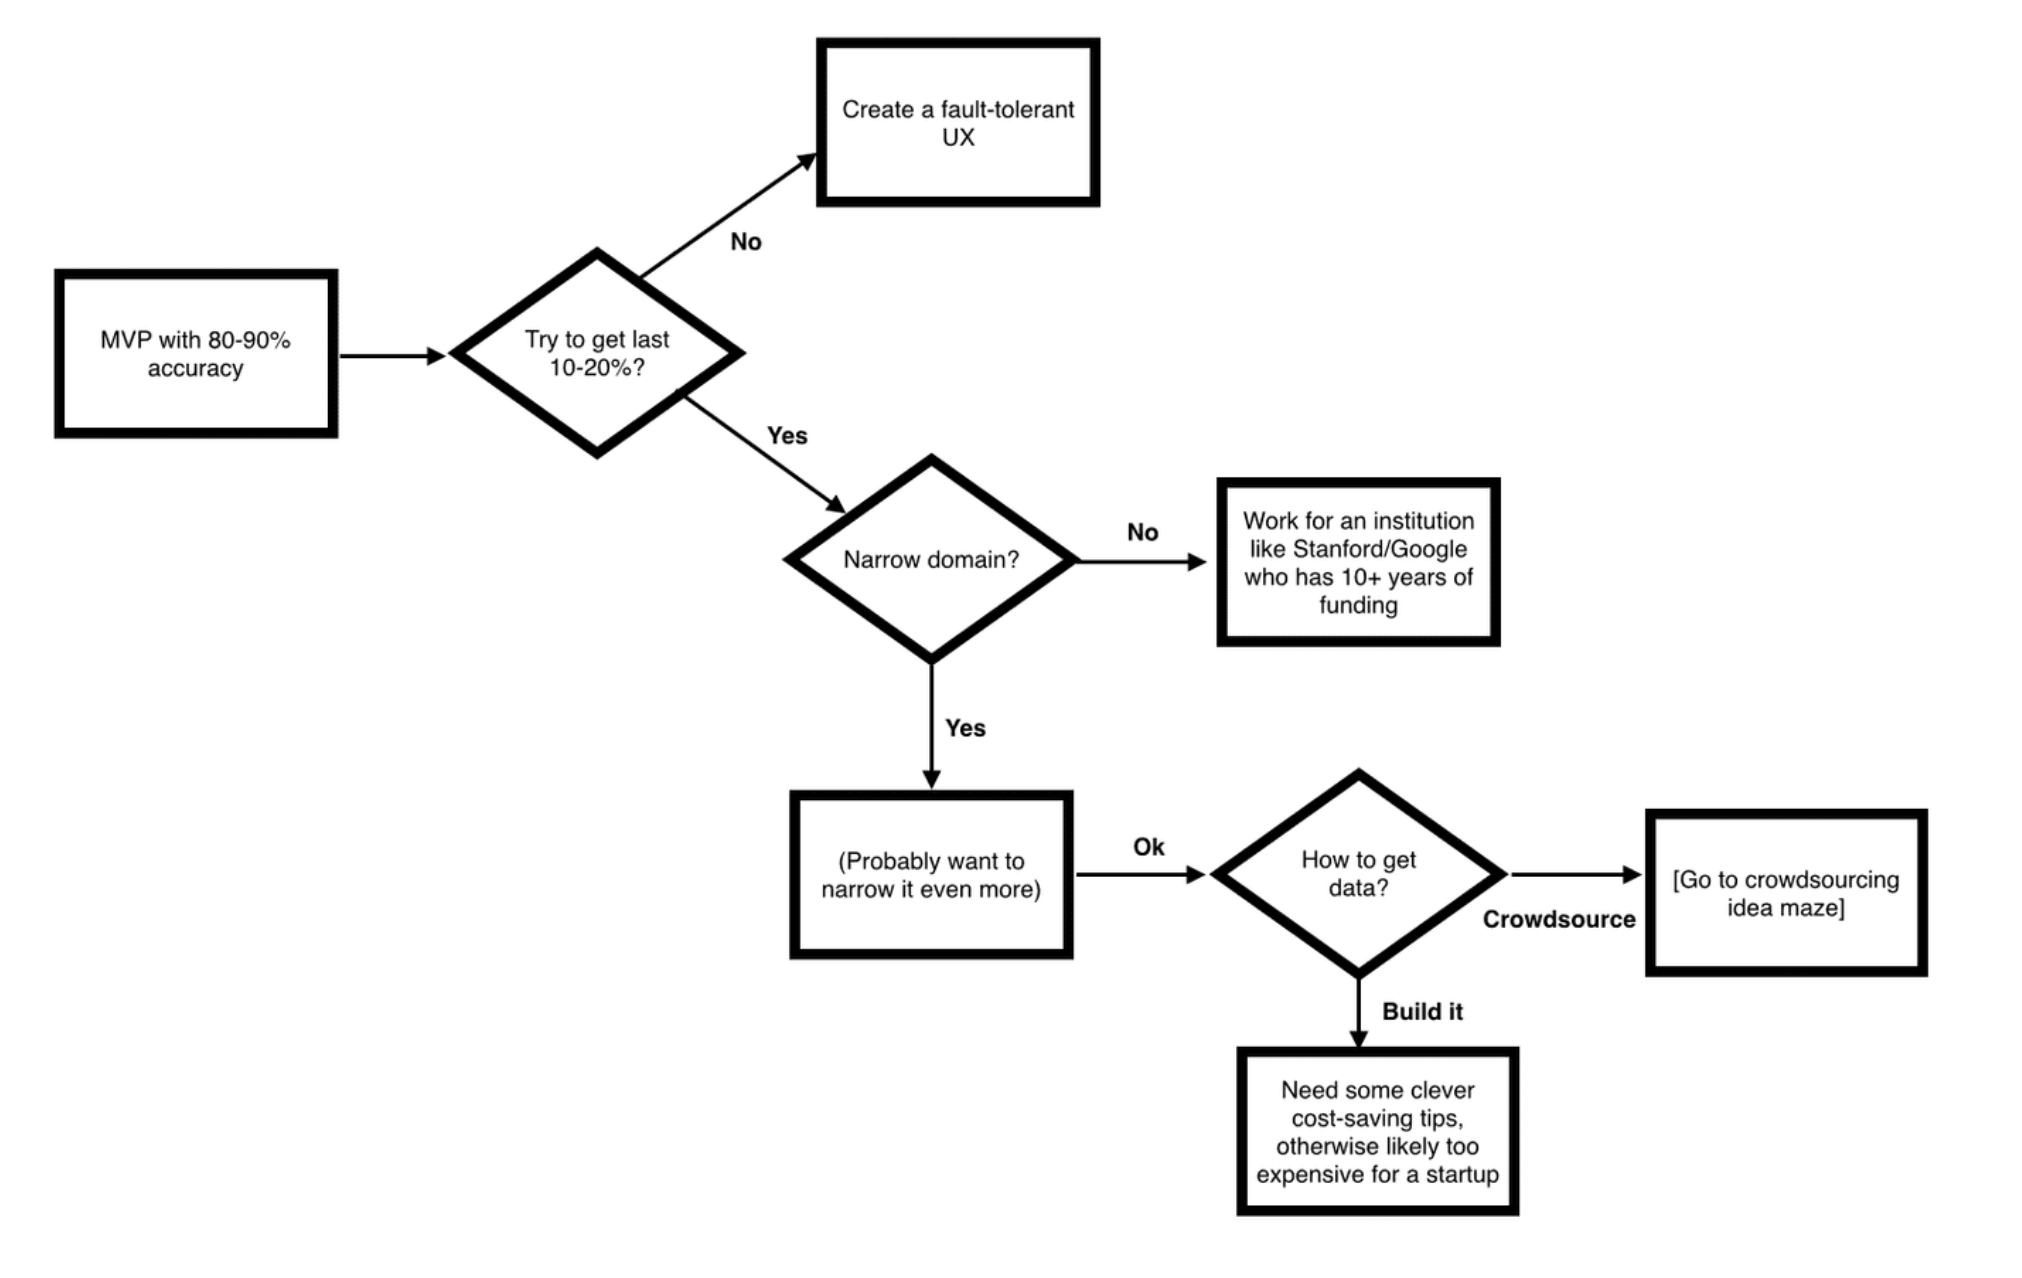 Create a fault-tolerant
UX
No
MVP with 80-90%
accuracy
Try to get last
10-20%?
Yes
Narrow domain?
No
Work for an institution
like Stanford/Google
who has 10+ years of
funding
Yes
(Probably want to
narrow it even more)
Ok
How to get
data?
Crowdsource
[Go to crowdsourcing
idea maze]
Build it
Need some clever
cost-saving tips,
otherwise likely too
expensive for a startup